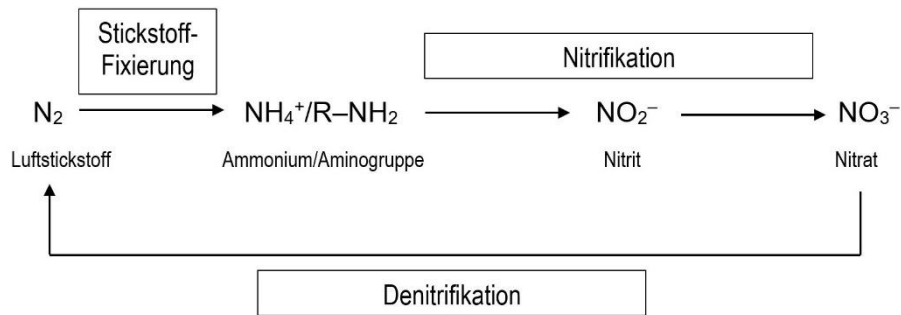 Stickstoff-
Fixierung
Nitrifikation
N₂
NH₄⁺/R–NH₂
NO₂⁻
NO₃⁻
Luftstickstoff
Ammonium/Aminogruppe
Nitrit
Nitrat
Denitrifikation